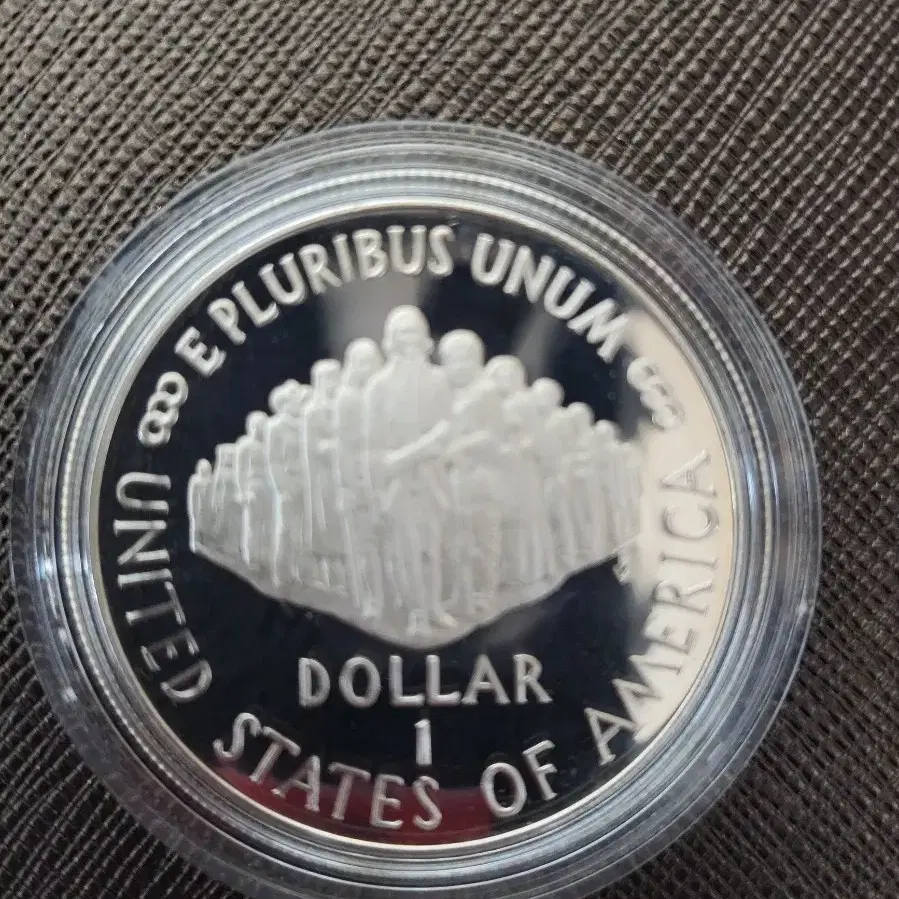 E PLURIBUS UNUM
DOLLAR
1
UNITED STATES OF AMERICA